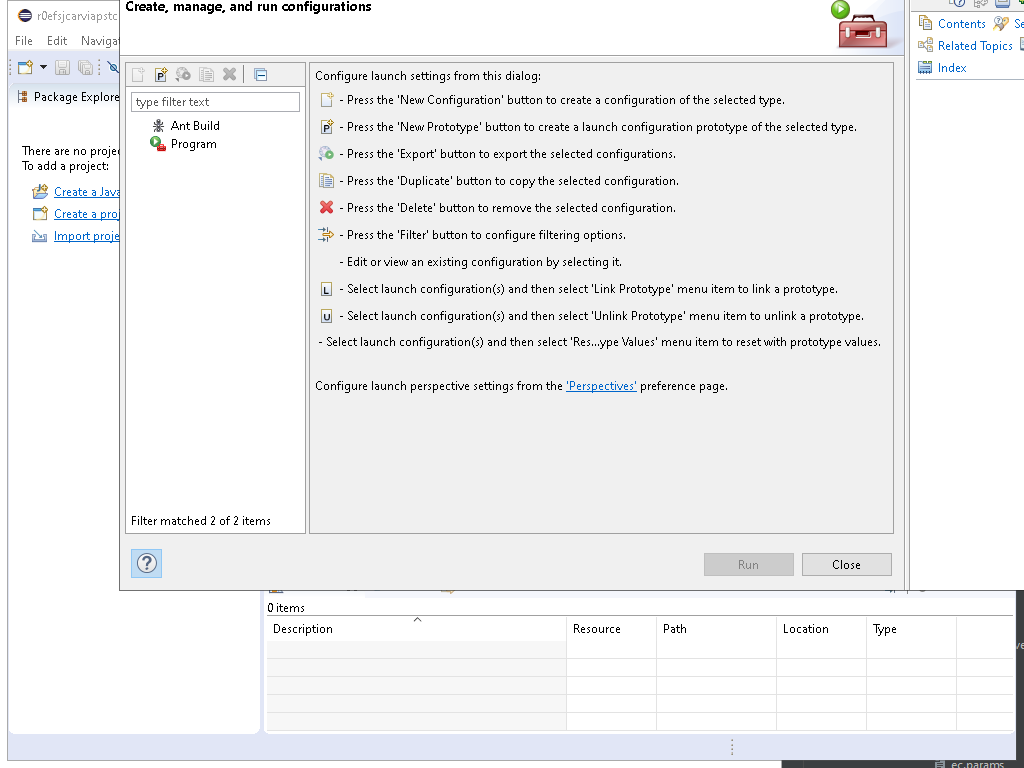 Create, manage, and run configurations
r0efsjcarviapstc
File Edit Naviga
Package Explore
There are no proje
To add a project:
Create a Java
Create a proj
Import proje
type filter text
Ant Build
Program
Filter matched 2 of 2 items
Configure launch settings from this dialog:
- Press the 'New Configuration' button to create a configuration of the selected type.
P - Press the 'New Prototype' button to create a launch configuration prototype of the selected type.
- Press the 'Export' button to export the selected configurations.
- Press the 'Duplicate' button to copy the selected configuration.
- Press the 'Delete' button to remove the selected configuration.
- Press the 'Filter' button to configure filtering options.
- Edit or view an existing configuration by selecting it.
L - Select launch configuration(s) and then select 'Link Prototype' menu item to link a prototype.
U - Select launch configuration(s) and then select 'Unlink Prototype' menu item to unlink a prototype.
- Select launch configuration(s) and then select 'Res...ype Values' menu item to reset with prototype values.
Configure launch perspective settings from the 'Perspectives' preference page.
? Run Close
Contents Se
Related Topics
Index
0 items
Description Resource Path Location Type
ve
ec.params